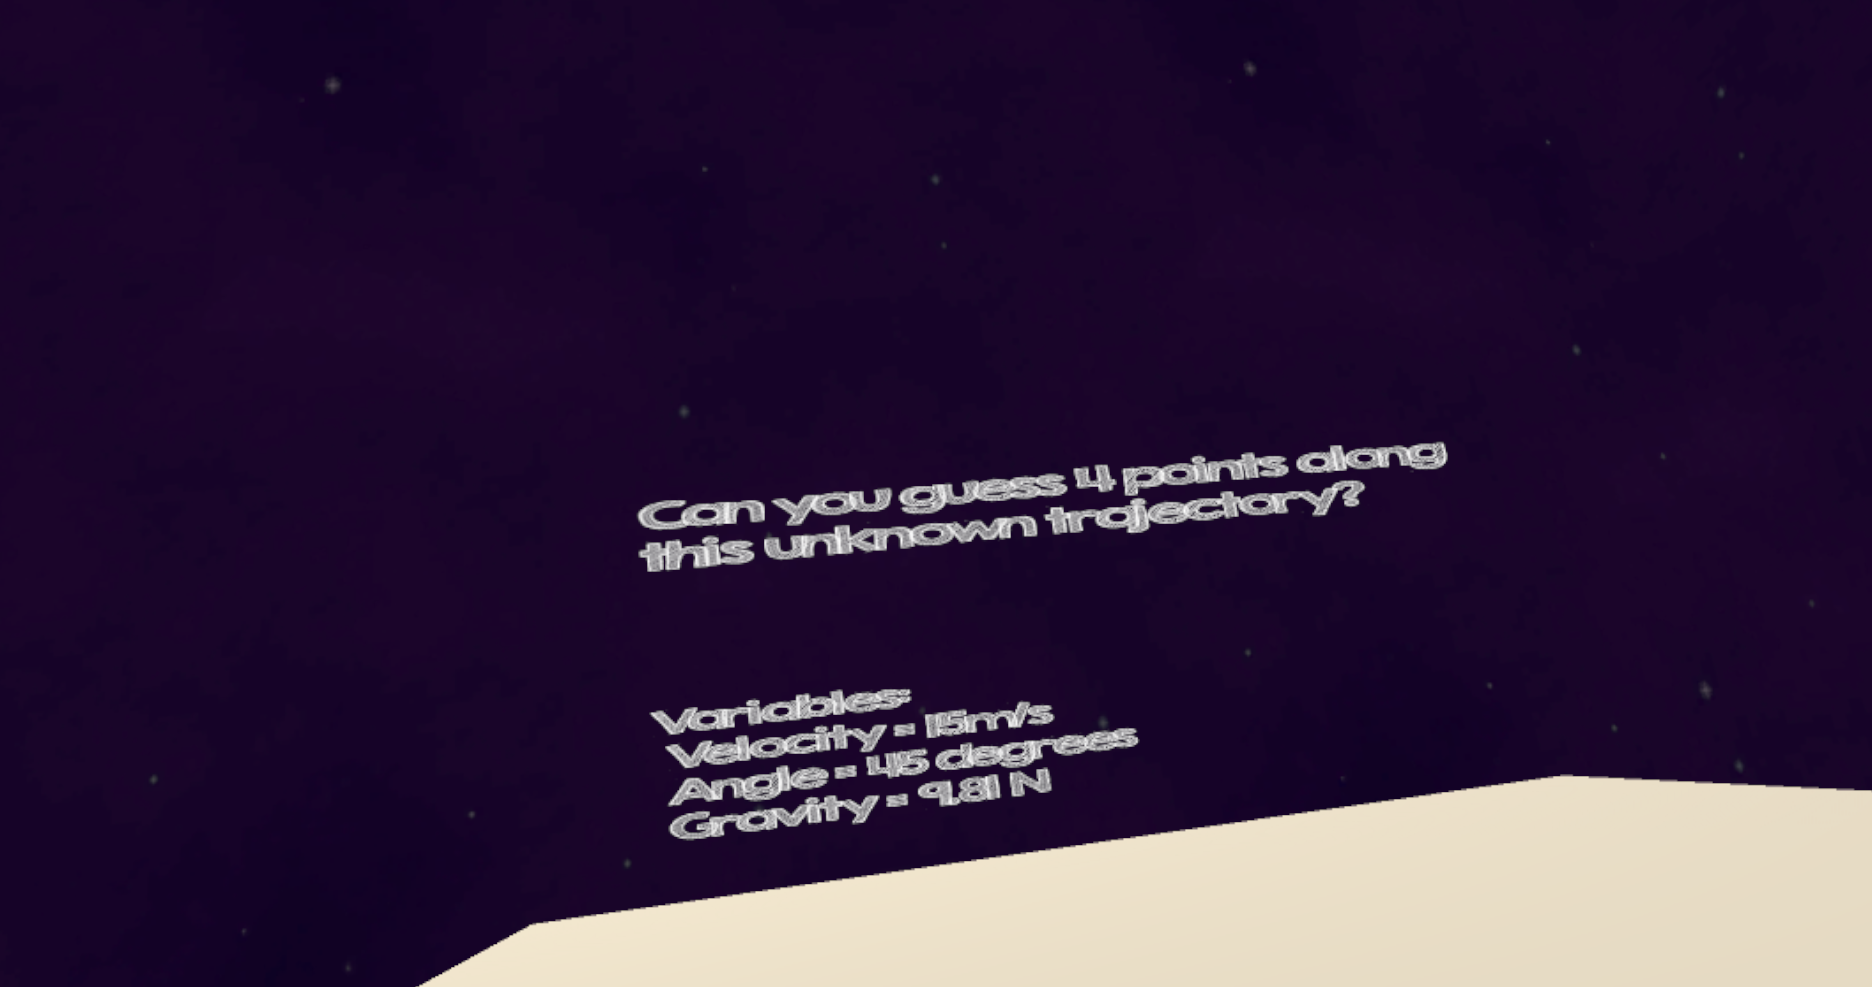 Can you guess 4 points along
this unknown trajectory?
Variables:
Velocity = 15m/s
Angle = 45 degrees
Gravity = 9.81 N